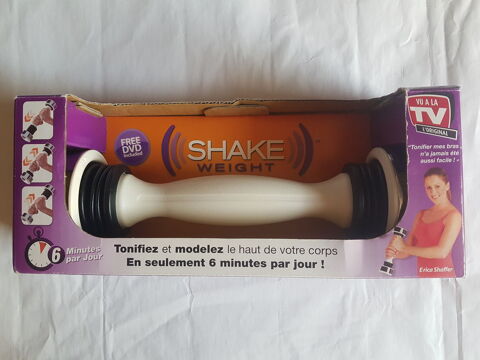 FREE
DVD
Included
SHAKE
WEIGHT
™
VU A LA
TV
L'ORIGINAL
"Tonifier mes bras
n'a jamais été
aussi facile ! "
6 Minutes
par Jour
Tonifiez et modelez le haut de votre corps
En seulement 6 minutes par jour !
Erica Shaffer